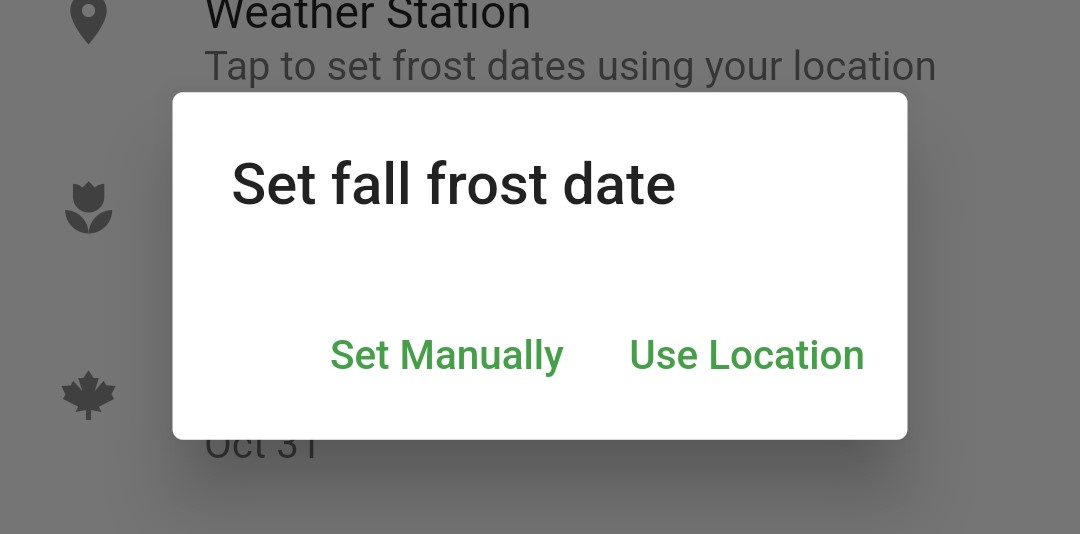 Weather Station
Tap to set frost dates using your location
Set fall frost date
Set Manually Use Location
Oct 31